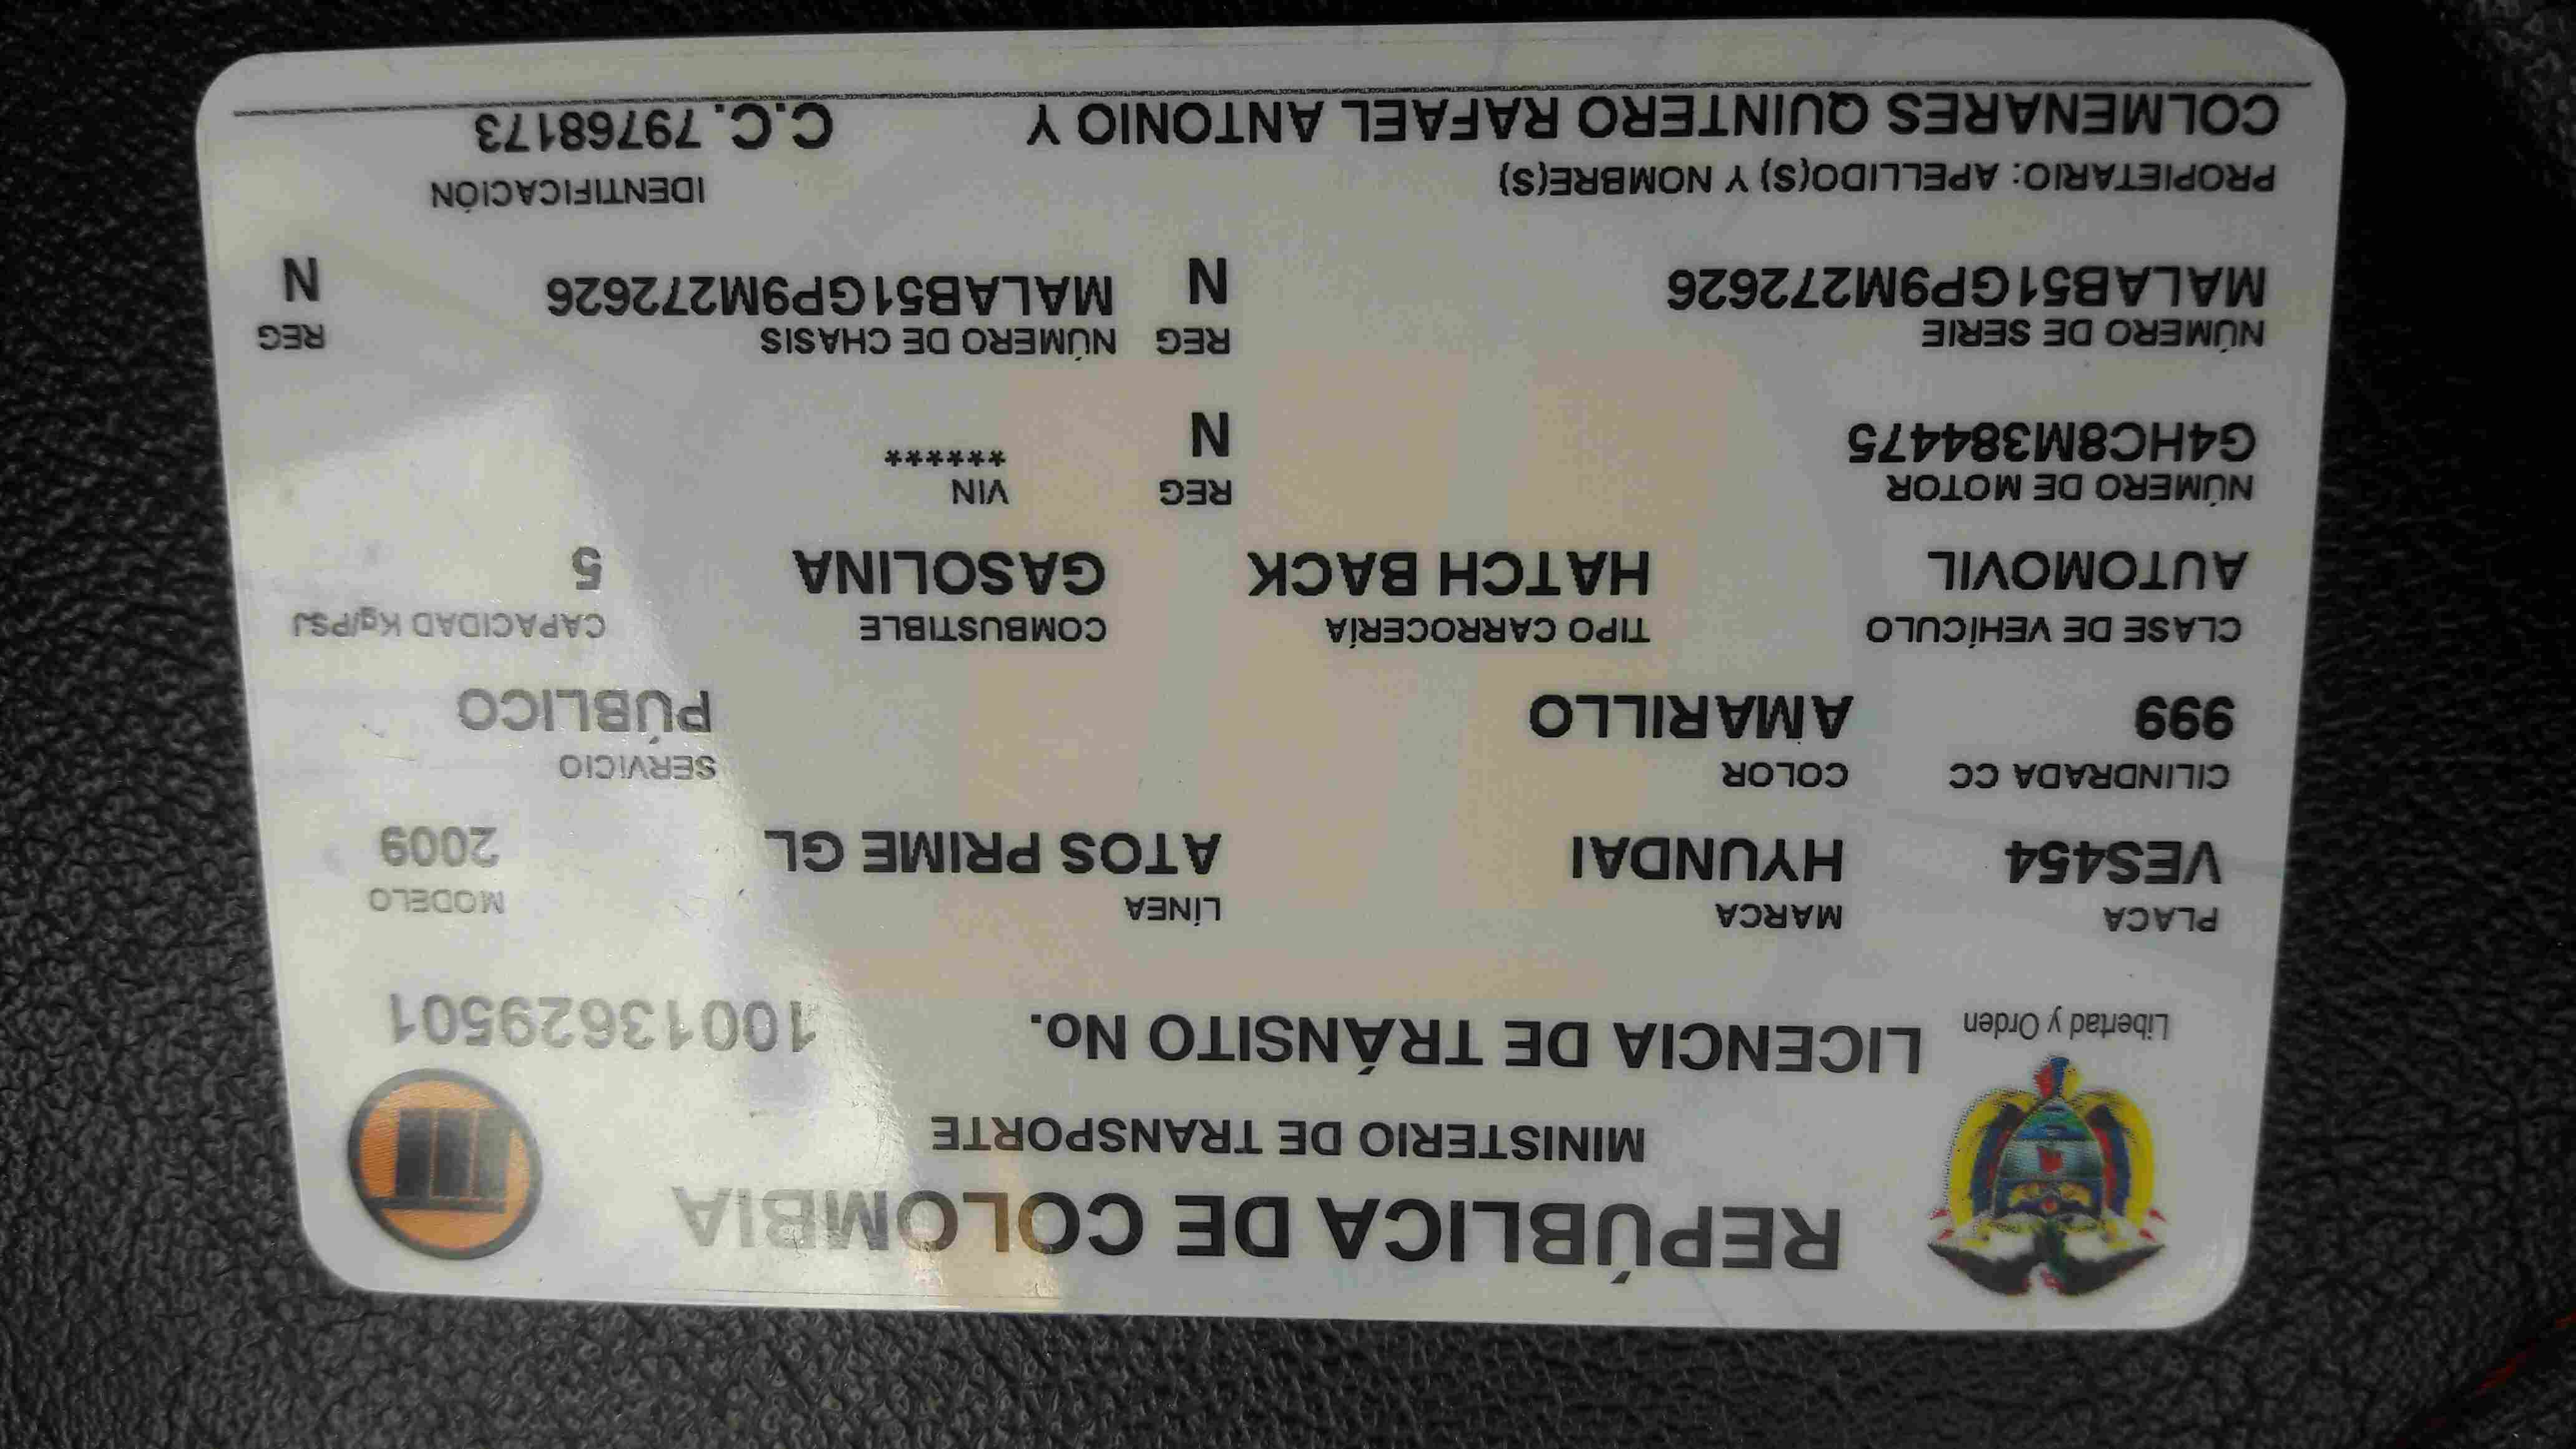 REPÚBLICA DE COLOMBIA
MINISTERIO DE TRANSPORTE
Libertad y Orden
LICENCIA DE TRÁNSITO No. 10013629501
PLACA MARCA LÍNEA MODELO
VES454 HYUNDAI ATOS PRIME GL 2009
CILINDRADA CC COLOR SERVICIO
999 AMARILLO PÚBLICO
CLASE DE VEHÍCULO TIPO CARROCERÍA COMBUSTIBLE CAPACIDAD Kg/PSJ
AUTOMOVIL HATCH BACK GASOLINA 5
NÚMERO DE MOTOR REG VIN
G4HC8M384475 N ******
NÚMERO DE SERIE REG NÚMERO DE CHASIS REG
MALAB51GP9M272626 N MALAB51GP9M272626 N
PROPIETARIO: APELLIDO(S) Y NOMBRE(S) IDENTIFICACIÓN
COLMENARES QUINTERO RAFAEL ANTONIO Y C.C. 79768173